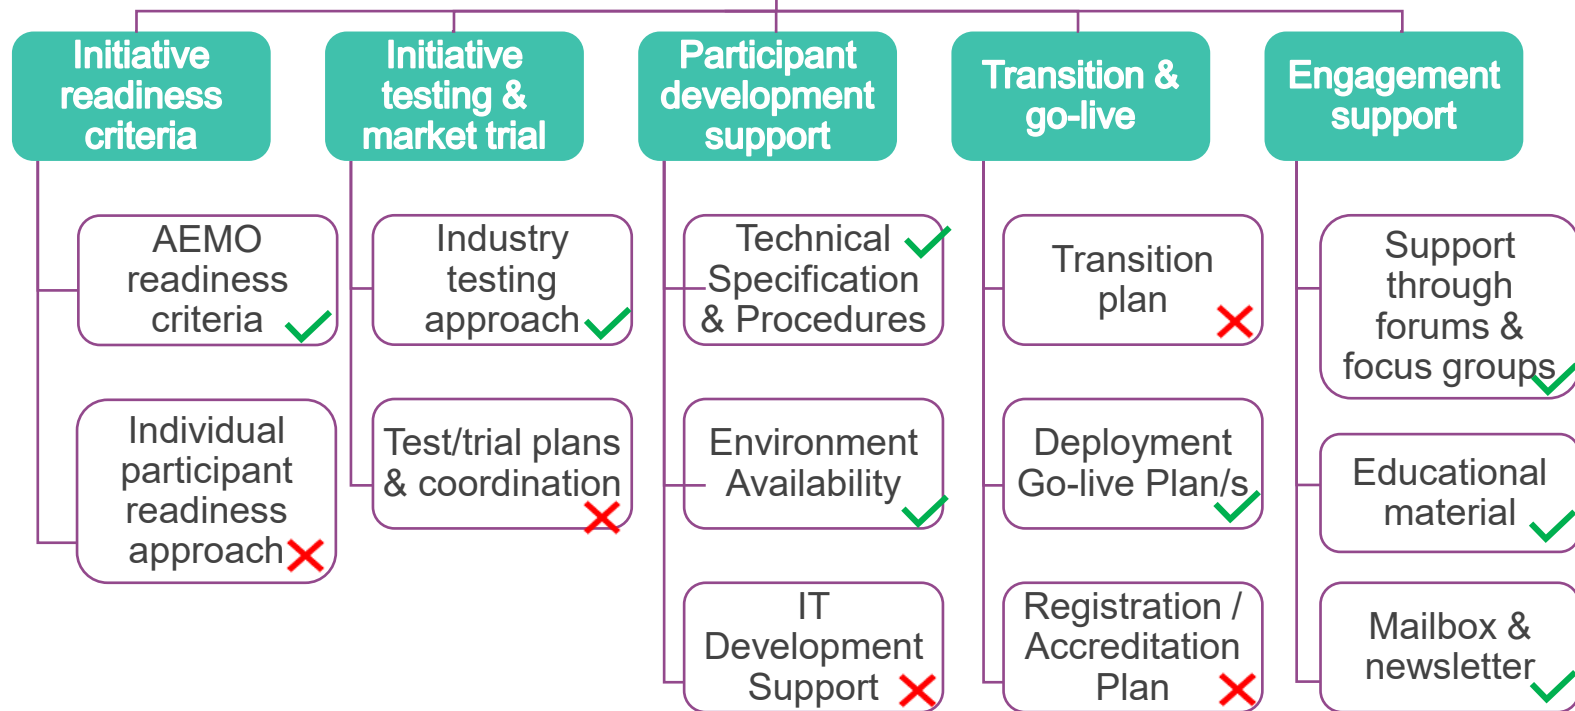 Initiative
readiness
criteria
Initiative
testing &
market trial
Participant
development
support
Transition &
go-live
Engagement
support
AEMO
readiness
criteria
Individual
participant
readiness
approach
Industry
testing
approach
Test/trial plans
& coordination
Technical
Specification
& Procedures
Environment
Availability
IT
Development
Support
Transition
plan
Deployment
Go-live Plan/s
Registration /
Accreditation
Plan
Support
through
forums &
focus groups
Educational
material
Mailbox &
newsletter